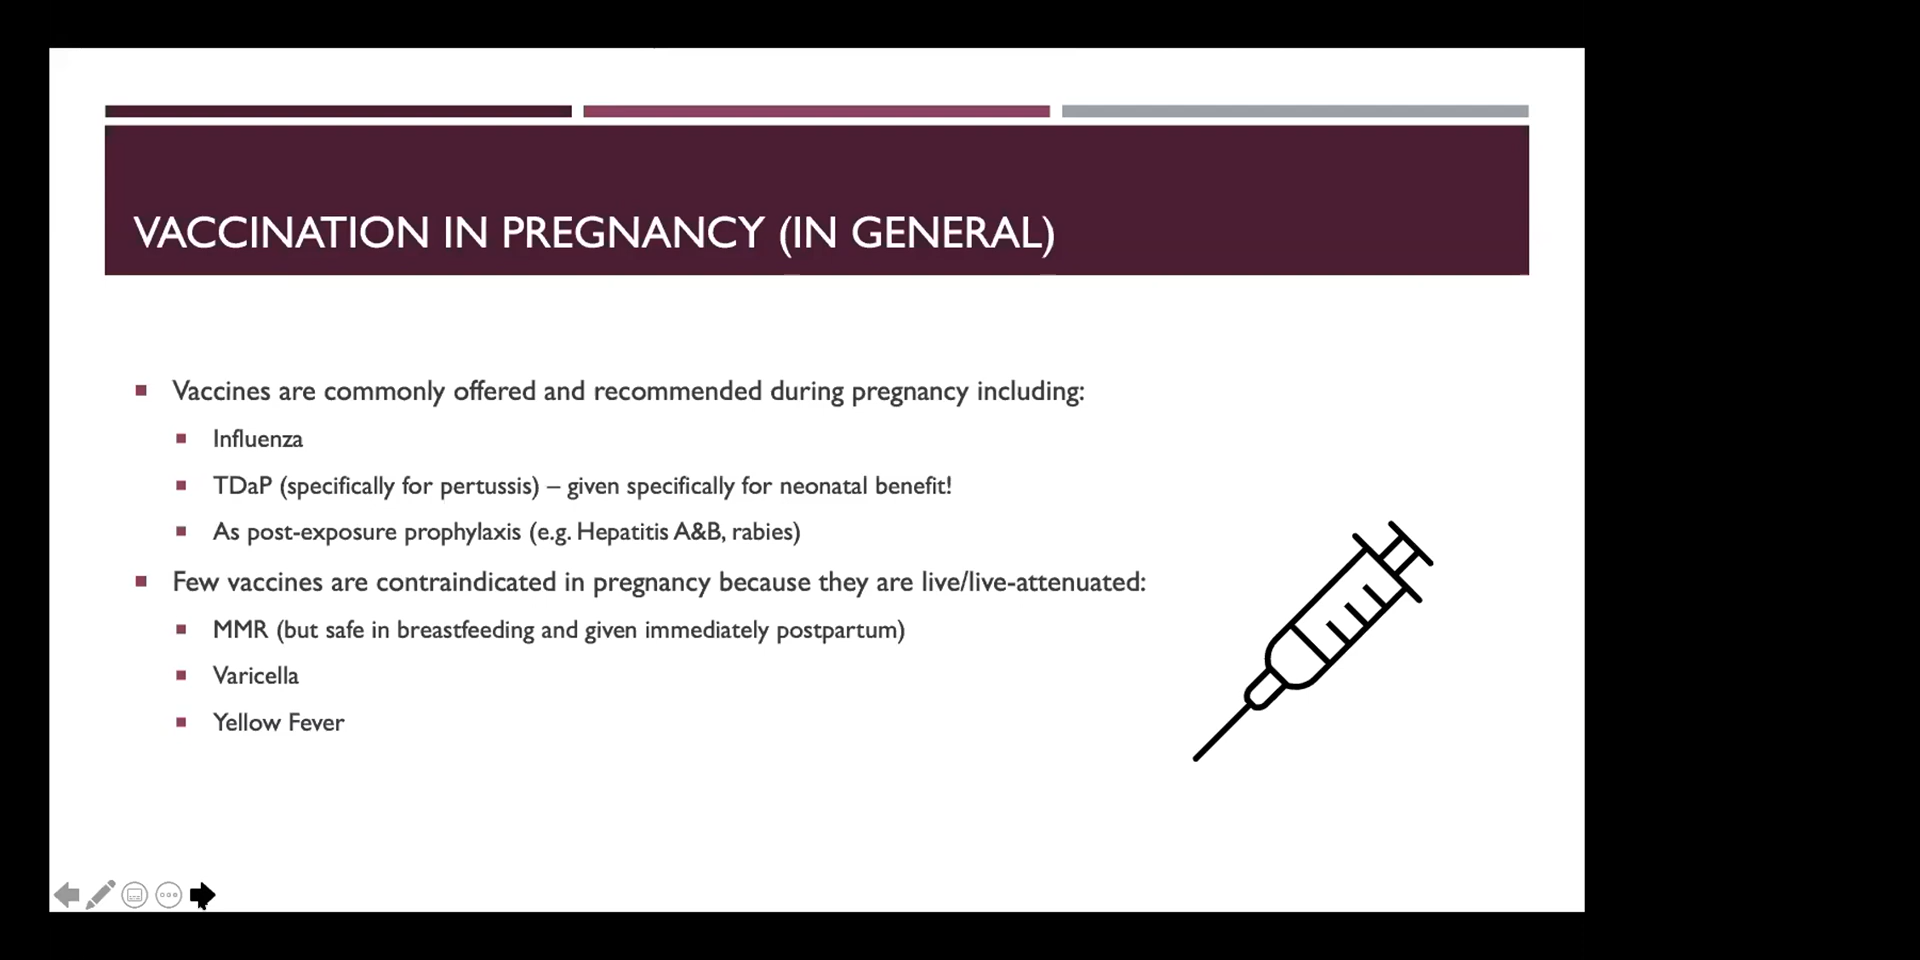 VACCINATION IN PREGNANCY (IN GENERAL)
Vaccines are commonly offered and recommended during pregnancy including:
Influenza
TDaP (specifically for pertussis) – given specifically for neonatal benefit!
As post-exposure prophylaxis (e.g. Hepatitis A&B, rabies)
Few vaccines are contraindicated in pregnancy because they are live/live-attenuated:
MMR (but safe in breastfeeding and given immediately postpartum)
Varicella
Yellow Fever